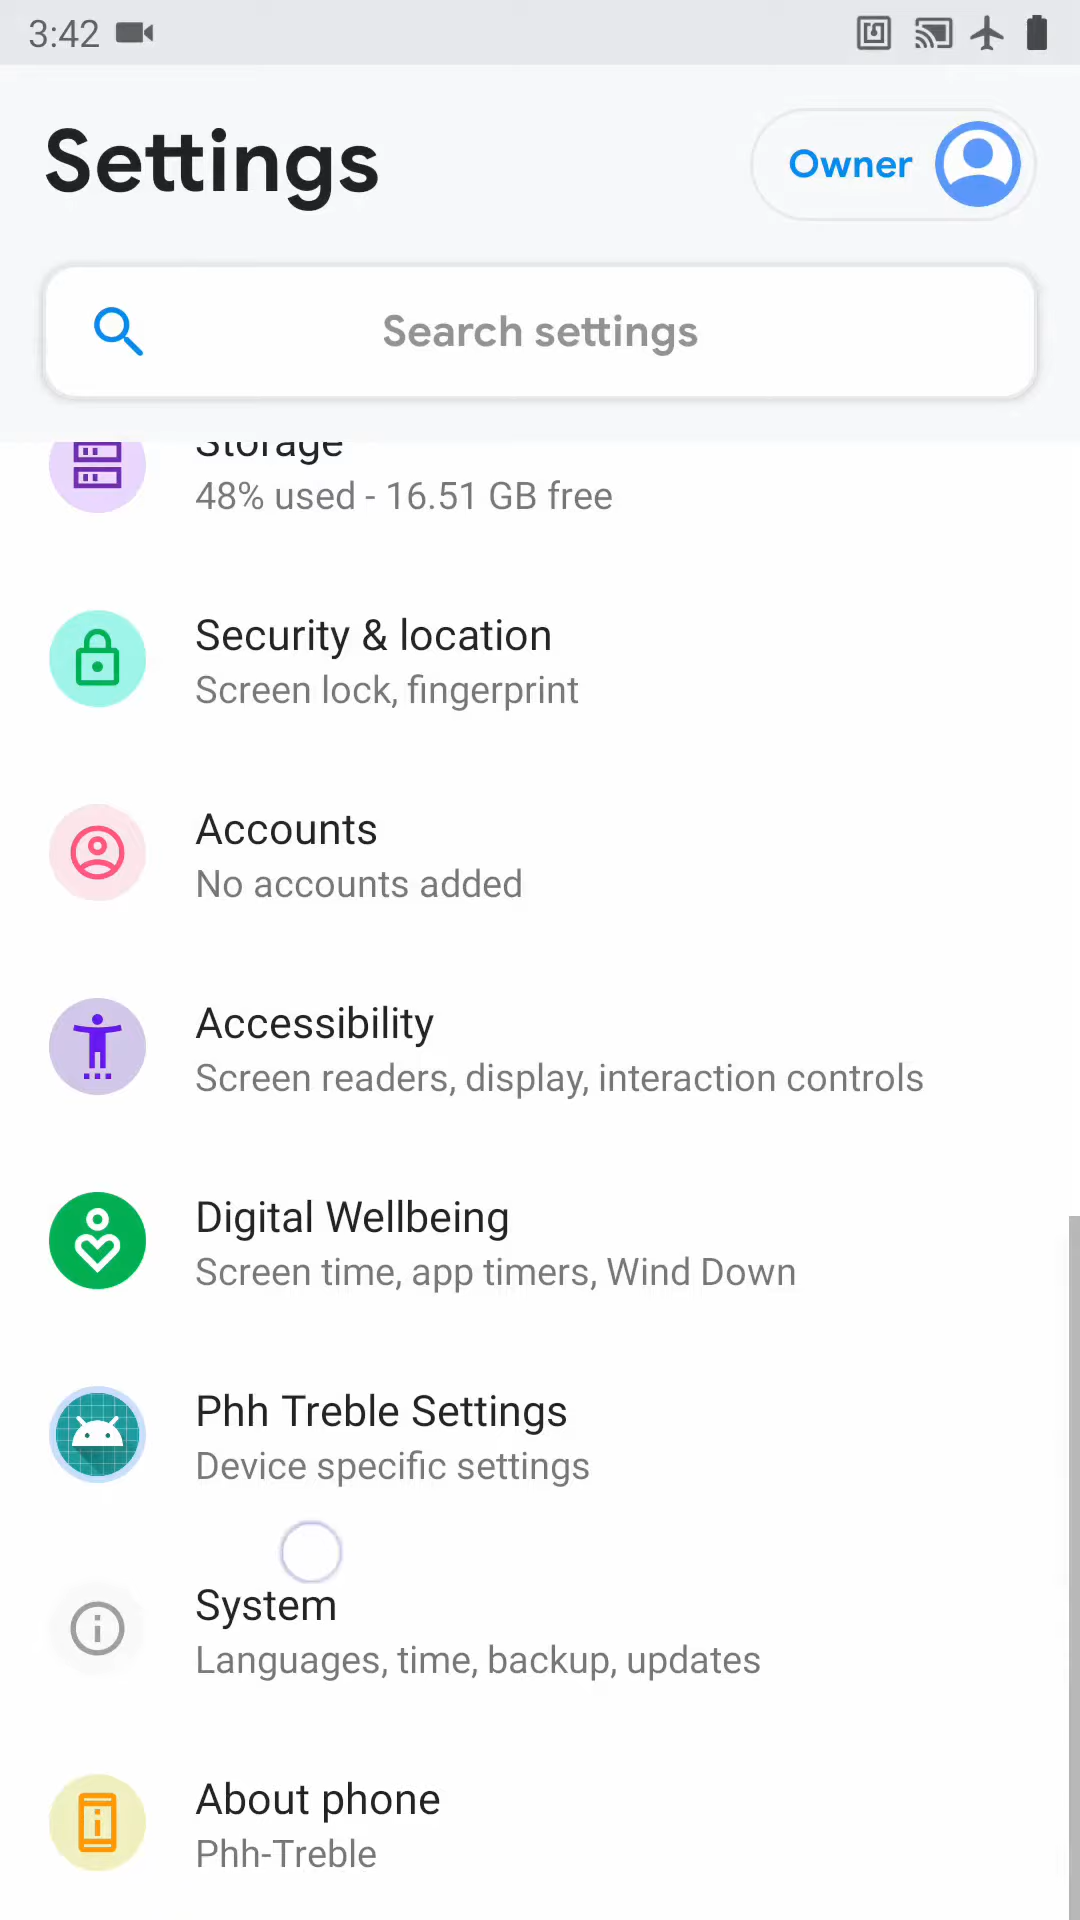 3:42
Settings
Owner
Search settings
Storage
48% used - 16.51 GB free
Security & location
Screen lock, fingerprint
Accounts
No accounts added
Accessibility
Screen readers, display, interaction controls
Digital Wellbeing
Screen time, app timers, Wind Down
Phh Treble Settings
Device specific settings
System
Languages, time, backup, updates
About phone
Phh-Treble